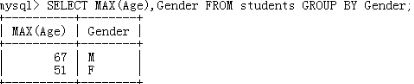 mysql> SELECT MAX(Age),Gender FROM students GROUP BY Gender;
+----------+--------+
| MAX(Age) | Gender |
+----------+--------+
|       67 | M      |
|       51 | F      |
+----------+--------+